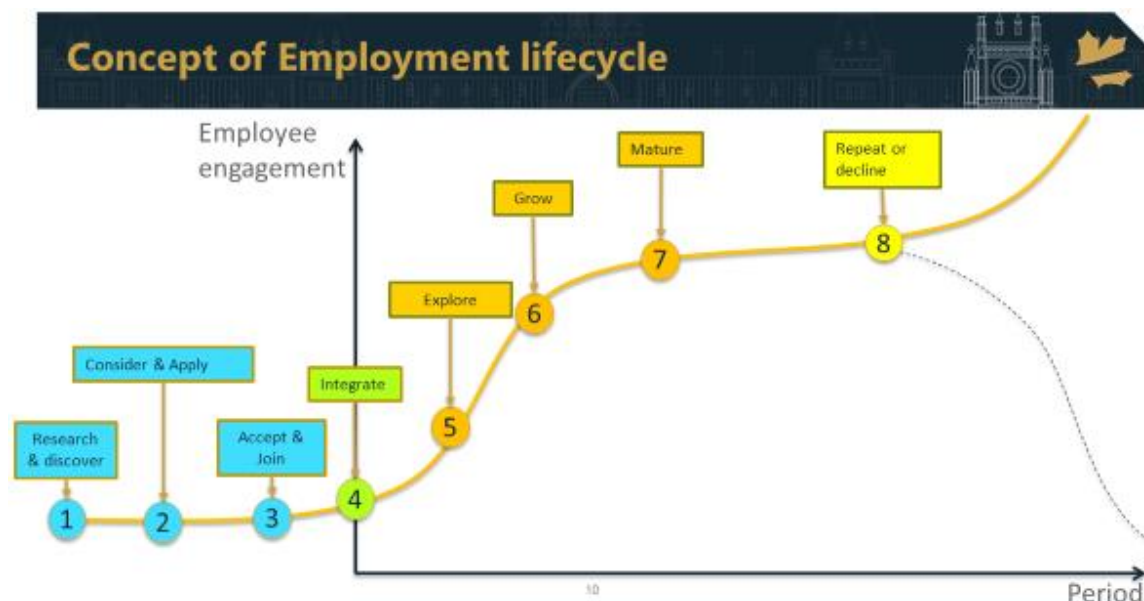 Concept of Employment lifecycle
Employee
engagement
Mature
Repeat or
decline
Grow
Explore
Consider & Apply
Integrate
Research
& discover
Accept &
Join
1
2
3
4
5
6
7
8
10
Period